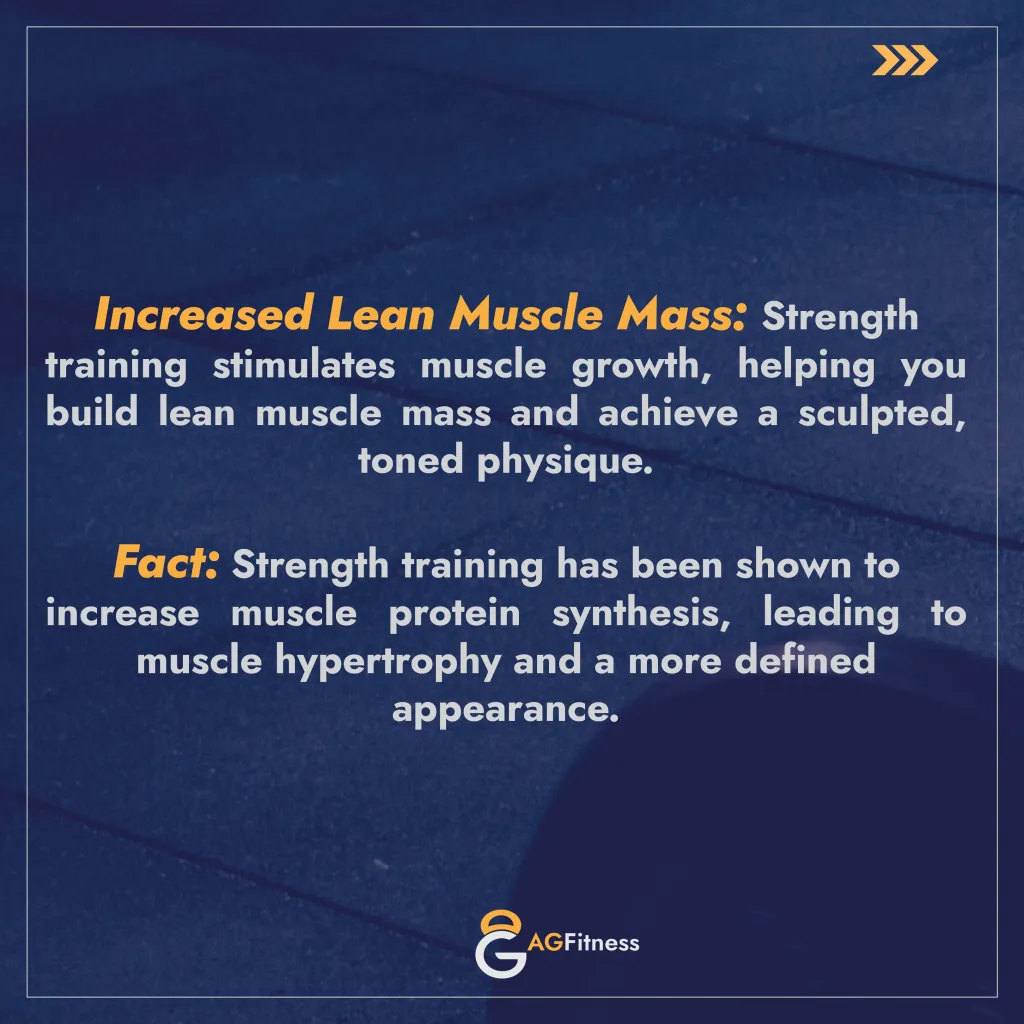 Increased Lean Muscle Mass: Strength
training stimulates muscle growth, helping you
build lean muscle mass and achieve a sculpted,
toned physique.
Fact: Strength training has been shown to
increase muscle protein synthesis, leading to
muscle hypertrophy and a more defined
appearance.
AGFitness